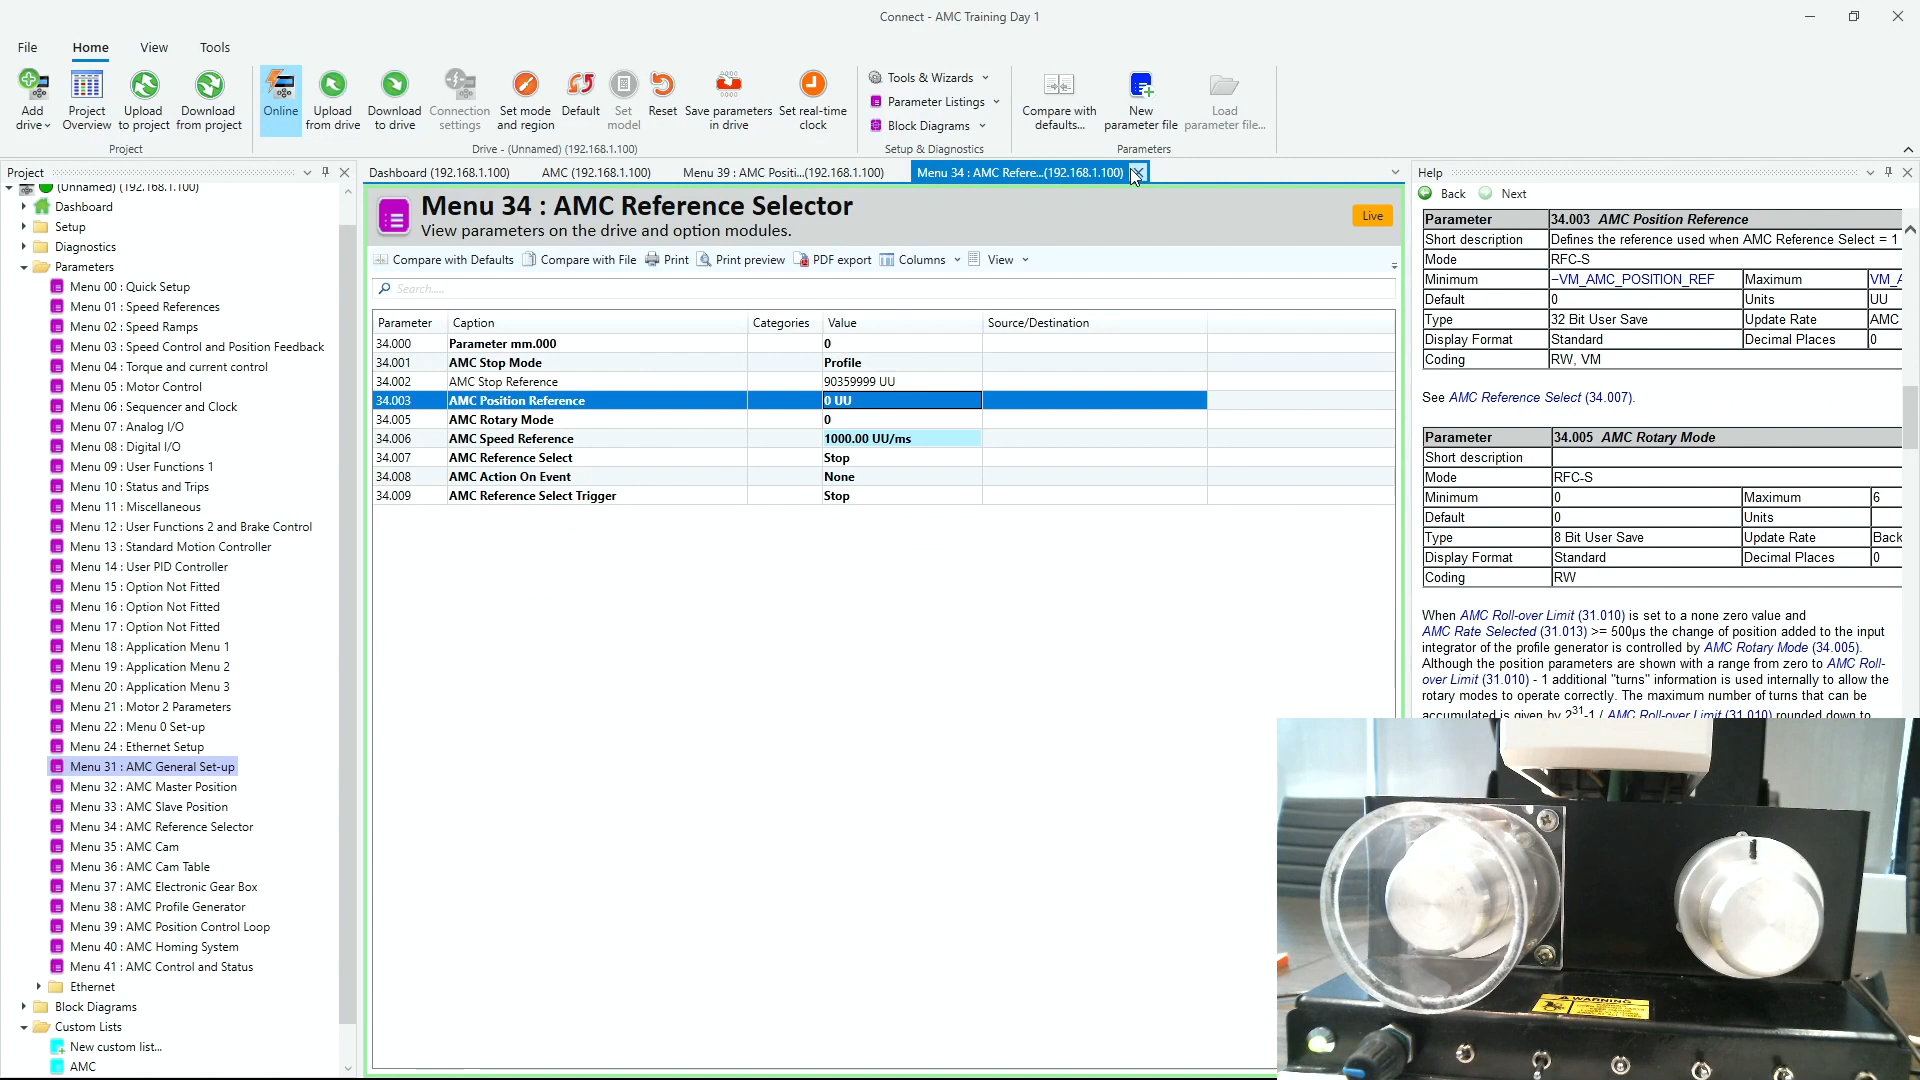 Connect - AMC Training Day 1
File Home View Tools
Add drive
Project Overview
Upload to project
Download from project
Project
Online
Upload from drive
Download to drive
Connection settings
Set mode and region
Default
Set model
Reset
Save parameters in drive
Set real-time clock
Drive - (Unnamed) (192.168.1.100)
Tools & Wizards
Parameter Listings
Block Diagrams
Setup & Diagnostics
Compare with defaults...
New parameter file
Load parameter file...
Parameters
Project
(Unnamed) (192.168.1.100)
Dashboard
Setup
Diagnostics
Parameters
Menu 00 : Quick Setup
Menu 01 : Speed References
Menu 02 : Speed Ramps
Menu 03 : Speed Control and Position Feedback
Menu 04 : Torque and current control
Menu 05 : Motor Control
Menu 06 : Sequencer and Clock
Menu 07 : Analog I/O
Menu 08 : Digital I/O
Menu 09 : User Functions 1
Menu 10 : Status and Trips
Menu 11 : Miscellaneous
Menu 12 : User Functions 2 and Brake Control
Menu 13 : Standard Motion Controller
Menu 14 : User PID Controller
Menu 15 : Option Not Fitted
Menu 16 : Option Not Fitted
Menu 17 : Option Not Fitted
Menu 18 : Application Menu 1
Menu 19 : Application Menu 2
Menu 20 : Application Menu 3
Menu 21 : Motor 2 Parameters
Menu 22 : Menu 0 Set-up
Menu 24 : Ethernet Setup
Menu 31 : AMC General Set-up
Menu 32 : AMC Master Position
Menu 33 : AMC Slave Position
Menu 34 : AMC Reference Selector
Menu 35 : AMC Cam
Menu 36 : AMC Cam Table
Menu 37 : AMC Electronic Gear Box
Menu 38 : AMC Profile Generator
Menu 39 : AMC Position Control Loop
Menu 40 : AMC Homing System
Menu 41 : AMC Control and Status
Ethernet
Block Diagrams
Custom Lists
New custom list...
AMC
Dashboard (192.168.1.100) AMC (192.168.1.100) Menu 39 : AMC Positi...(192.168.1.100) Menu 34 : AMC Refere...(192.168.1.100)
Menu 34 : AMC Reference Selector
View parameters on the drive and option modules.
Live
Compare with Defaults Compare with File Print Print preview PDF export Columns View
Search.....
Parameter Caption Categories Value Source/Destination
34.000 Parameter mm.000 0
34.001 AMC Stop Mode Profile
34.002 AMC Stop Reference 90359999 UU
34.003 AMC Position Reference 0 UU
34.005 AMC Rotary Mode 0
34.006 AMC Speed Reference 1000.00 UU/ms
34.007 AMC Reference Select Stop
34.008 AMC Action On Event None
34.009 AMC Reference Select Trigger Stop
Help
Back Next
Parameter 34.003 AMC Position Reference
Short description Defines the reference used when AMC Reference Select = 1
Mode RFC-S
Minimum -VM_AMC_POSITION_REF Maximum VM_A
Default 0 Units UU
Type 32 Bit User Save Update Rate AMC
Display Format Standard Decimal Places 0
Coding RW, VM
See AMC Reference Select (34.007).
Parameter 34.005 AMC Rotary Mode
Short description
Mode RFC-S
Minimum 0 Maximum 6
Default 0 Units
Type 8 Bit User Save Update Rate Back
Display Format Standard Decimal Places 0
Coding RW
When AMC Roll-over Limit (31.010) is set to a none zero value and
AMC Rate Selected (31.013) >= 500µs the change of position added to the input
integrator of the profile generator is controlled by AMC Rotary Mode (34.005).
Although the position parameters are shown with a range from zero to AMC Roll-
over Limit (31.010) - 1 additional "turns" information is used internally to allow the
rotary modes to operate correctly. The maximum number of turns that can be
accumulated is given by 2^31-1 / AMC Roll-over Limit (31.010) rounded down to
WARNING